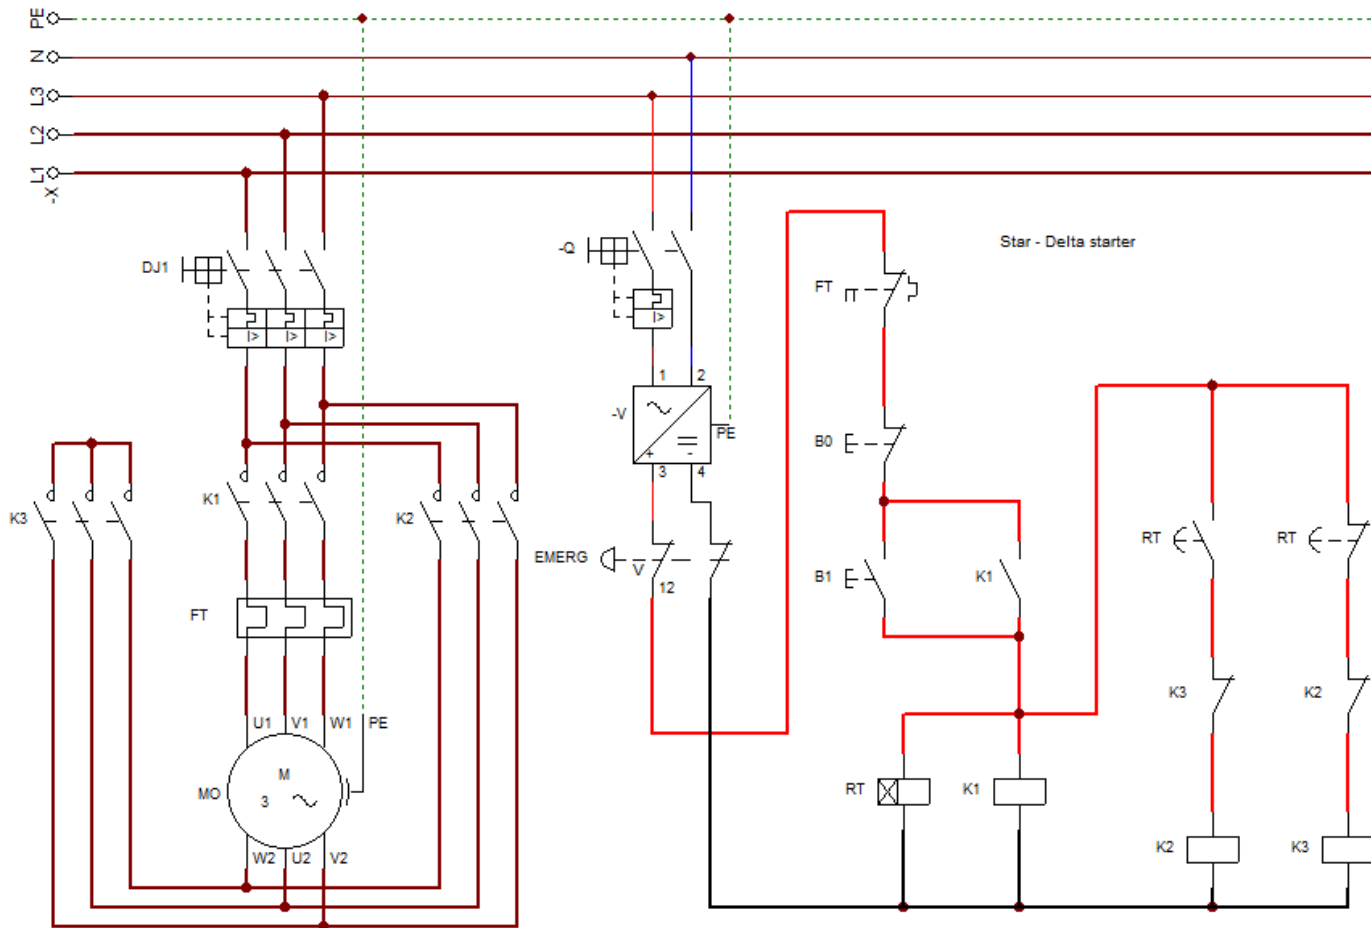 PE
N
L3
L2
L1
-X
Star - Delta starter
DJ1
I>
I>
I>
-Q
I>
FT
1
2
-V
PE
+
-
3
4
B0
K3
K1
K2
EMERG
V
12
B1
K1
RT
RT
FT
K3
K2
U1
V1
W1
PE
MO
M
3
RT
K1
W2
U2
V2
K2
K3